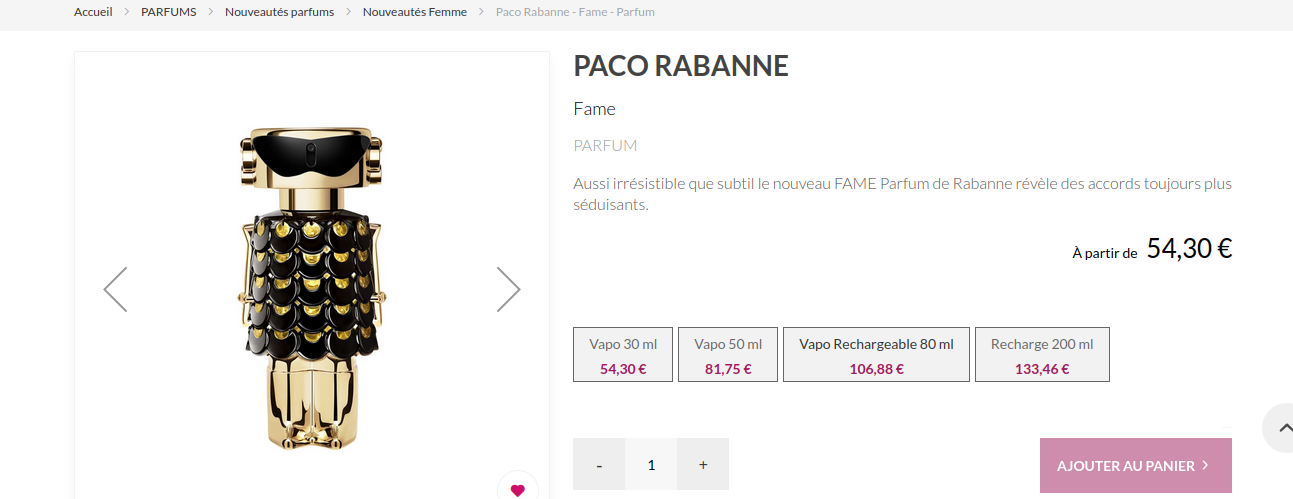 Accueil > PARFUMS > Nouveautés parfums > Nouveautés Femme > Paco Rabanne - Fame - Parfum
PACO RABANNE
Fame
PARFUM
Aussi irrésistible que subtil le nouveau FAME Parfum de Rabanne révèle des accords toujours plus
séduisants.
À partir de 54,30 €
Vapo 30 ml
54,30 €
Vapo 50 ml
81,75 €
Vapo Rechargeable 80 ml
106,88 €
Recharge 200 ml
133,46 €
- 1 +
AJOUTER AU PANIER >